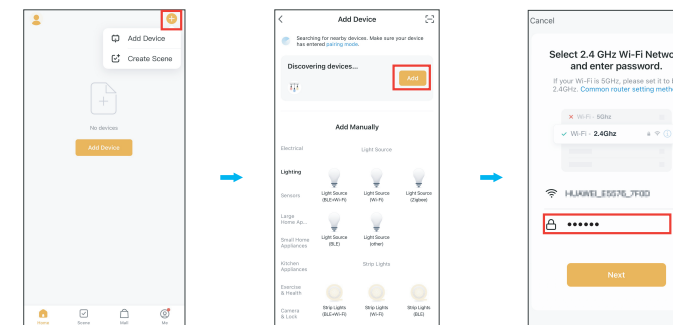 Add Device
Create Scene
No devices
Add Device
Home
Scene
Mall
Me
Add Device
Searching for nearby devices. Make sure your device
has entered pairing mode.
Discovering devices...
Add
Add Manually
Electrical
Light Source
Lighting
Sensors
Light Source
(BLE+Wi-Fi)
Light Source
(Wi-Fi)
Light Source
(Zigbee)
Large
Home Ap...
Small Home
Appliances
Light Source
(BLE)
Light Source
(other)
Kitchen
Appliances
Strip Lights
Exercise
& Health
Camera
& Lock
Strip Lights
(BLE+Wi-Fi)
Strip Lights
(Wi-Fi)
Strip Lights
(BLE)
Cancel
Select 2.4 GHz Wi-Fi Netwo
and enter password.
If your Wi-Fi is 5GHz, please set it to b
2.4GHz. Common router setting metho
Wi-Fi - 5Ghz
Wi-Fi - 2.4Ghz
HUAWEI_E5576_7F0D
Next